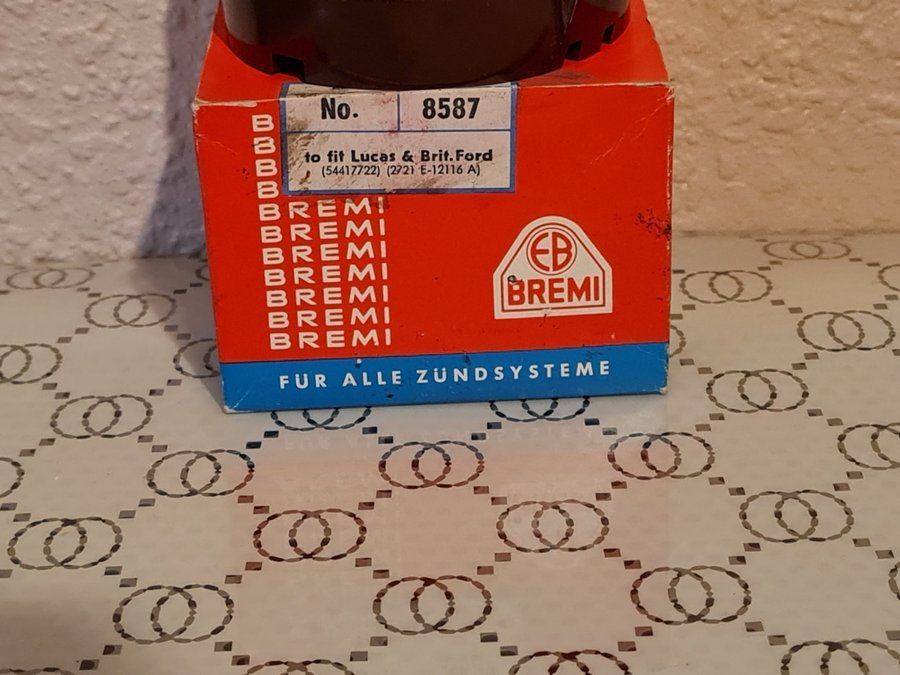 No. 8587
to fit Lucas & Brit.Ford
(54417722) (2721 E-12116 A)
B
B
B
B
BREMI
BREMI
BREMI
BREMI
BREMI
BREMI
BREMI
EB
BREMI
FÜR ALLE ZÜNDSYSTEME